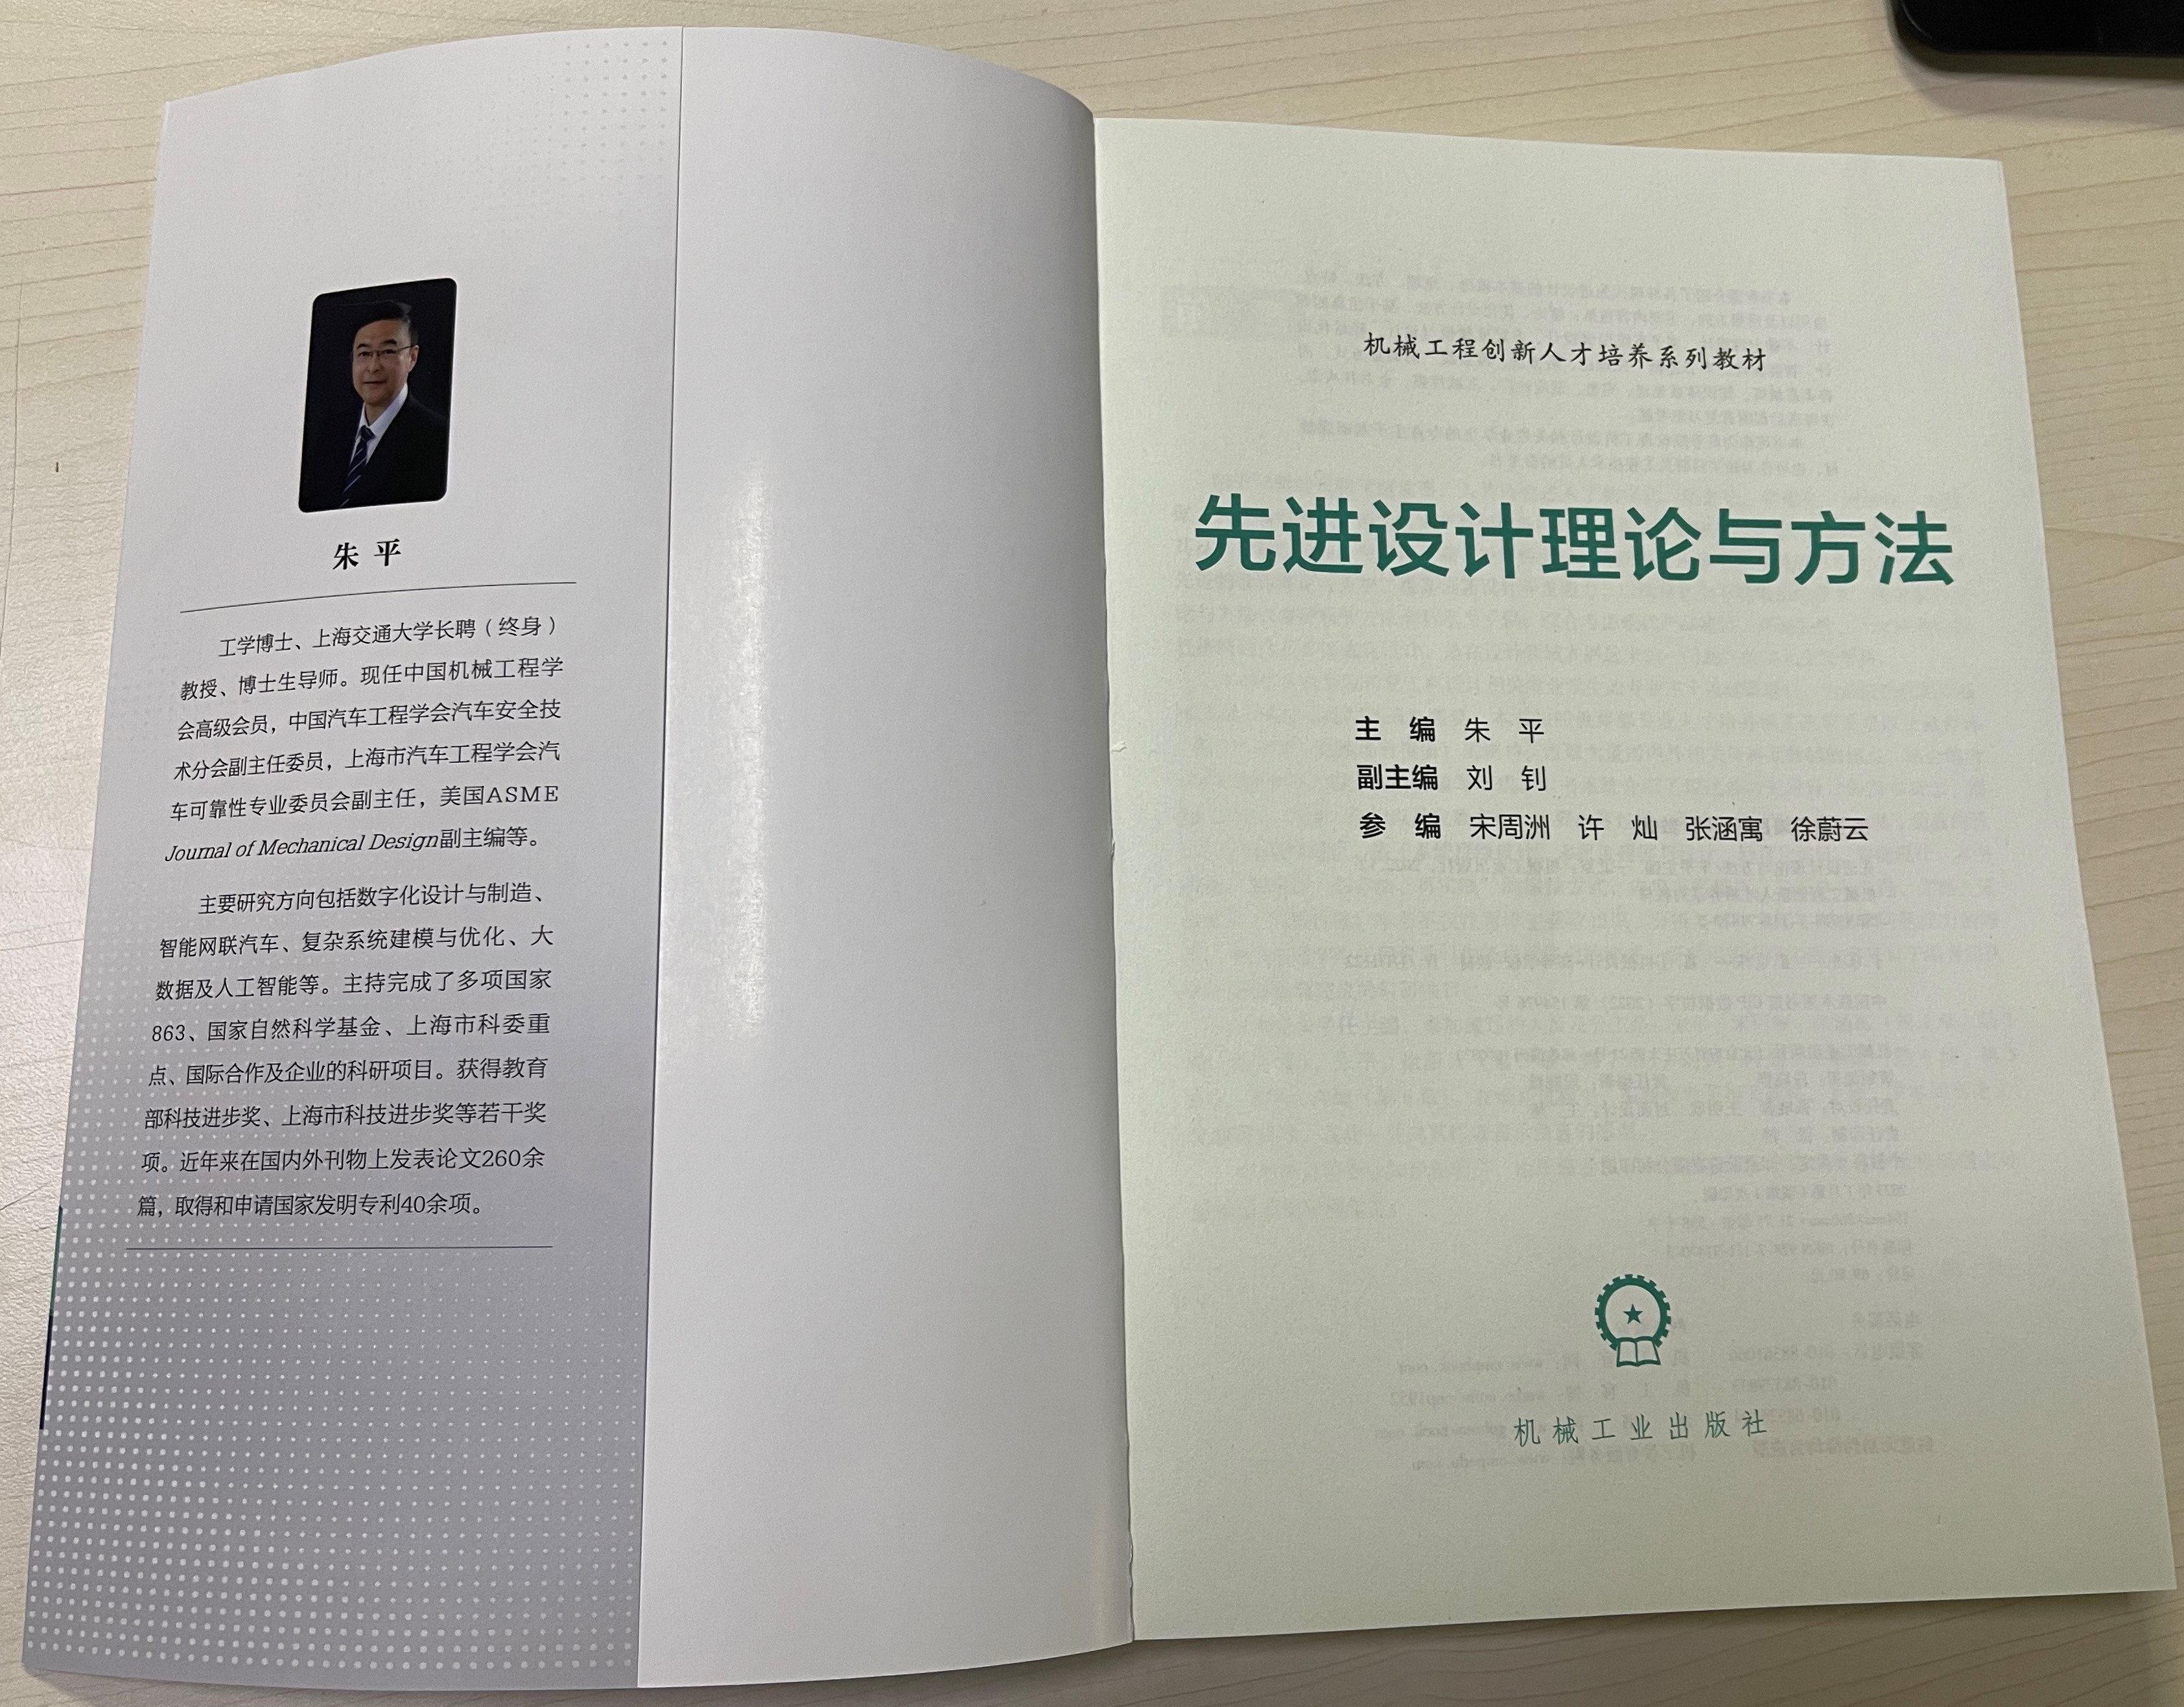 朱 平
工学博士、上海交通大学长聘（终身）
教授、博士生导师。现任中国机械工程学
会高级会员，中国汽车工程学会汽车安全技
术分会副主任委员，上海市汽车工程学会汽
车可靠性专业委员会副主任，美国ASME
Journal of Mechanical Design副主编等。
主要研究方向包括数字化设计与制造、
智能网联汽车、复杂系统建模与优化、大
数据及人工智能等。主持完成了多项国家
863、国家自然科学基金、上海市科委重
点、国际合作及企业的科研项目。获得教育
部科技进步奖、上海市科技进步奖等若干奖
项。近年来在国内外刊物上发表论文260余
篇，取得和申请国家发明专利40余项。
机械工程创新人才培养系列教材
先进设计理论与方法
主 编 朱 平
副主编 刘 钊
参 编 宋周洲 许 灿 张涵寓 徐蔚云
机械工业出版社